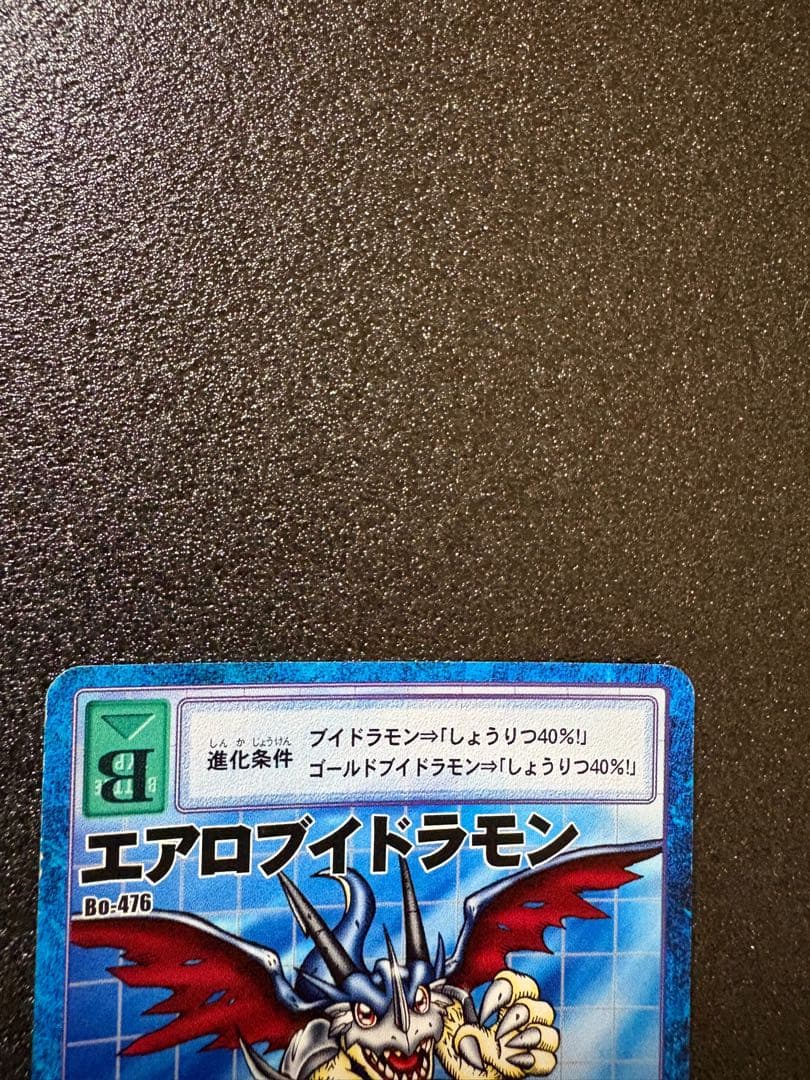 B
しん か じょうけん
進化条件
ブイドラモン⇒「しょうりつ40%!」
ゴールドブイドラモン⇒「しょうりつ40%!」
エアロブイドラモン
Bo-476